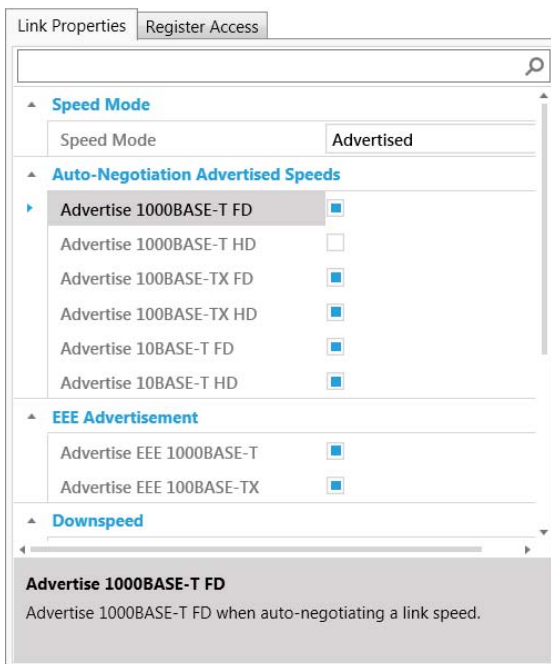 Link Properties Register Access
Speed Mode
Speed Mode Advertised
Auto-Negotiation Advertised Speeds
Advertise 1000BASE-T FD
Advertise 1000BASE-T HD
Advertise 100BASE-TX FD
Advertise 100BASE-TX HD
Advertise 10BASE-T FD
Advertise 10BASE-T HD
EEE Advertisement
Advertise EEE 1000BASE-T
Advertise EEE 100BASE-TX
Downspeed
Advertise 1000BASE-T FD
Advertise 1000BASE-T FD when auto-negotiating a link speed.